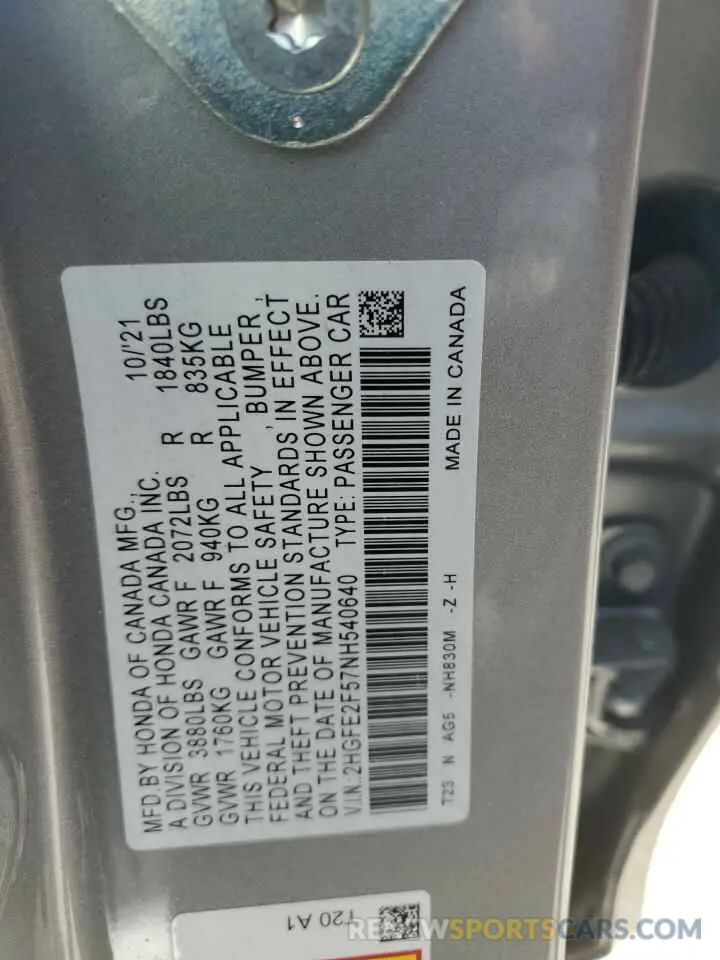 MFD.BY HONDA OF CANADA MFG., 10/'21
A DIVISION OF HONDA CANADA INC.
GVWR 3880LBS GAWR F 2072LBS R 1840LBS
GVWR 1760KG GAWR F 940KG R 835KG
THIS VEHICLE CONFORMS TO ALL APPLICABLE
FEDERAL MOTOR VEHICLE SAFETY , BUMPER ,
AND THEFT PREVENTION STANDARDS IN EFFECT
ON THE DATE OF MANUFACTURE SHOWN ABOVE.
V.I.N.:2HGFE2F57NH540640 TYPE: PASSENGER CAR
T23 N AG5 -NH830M -Z -H MADE IN CANADA
T20 A1
REVIEWSPORTSCARS.COM